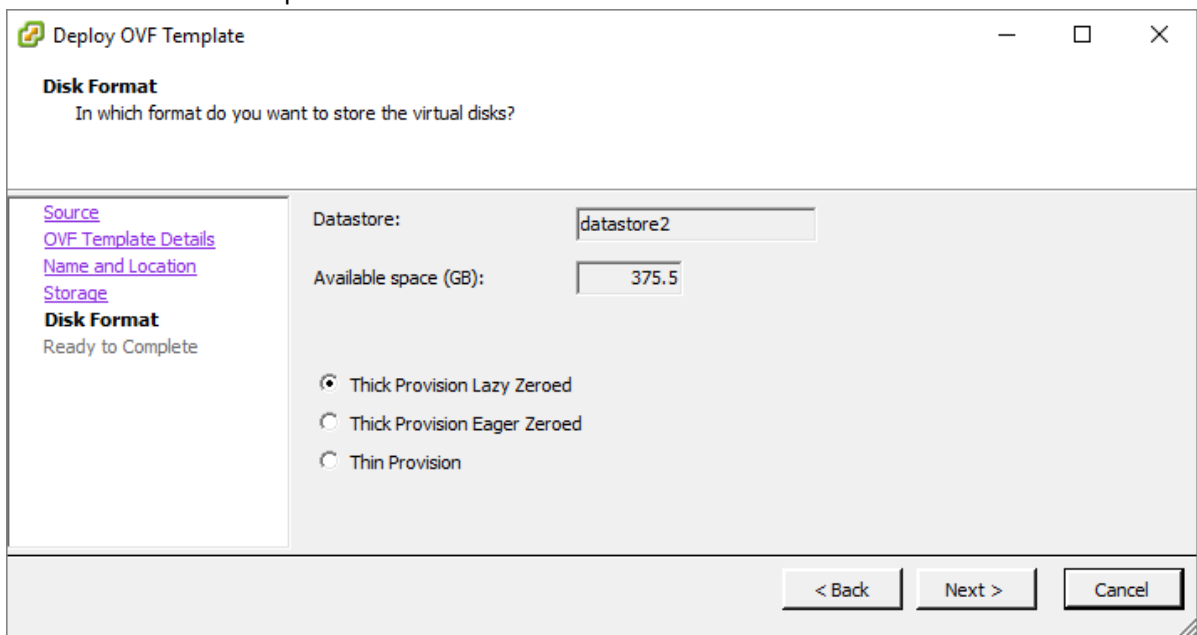 Deploy OVF Template
Disk Format
In which format do you want to store the virtual disks?
Source
OVF Template Details
Name and Location
Storage
Disk Format
Ready to Complete
Datastore: datastore2
Available space (GB): 375.5
Thick Provision Lazy Zeroed
Thick Provision Eager Zeroed
Thin Provision
< Back Next > Cancel